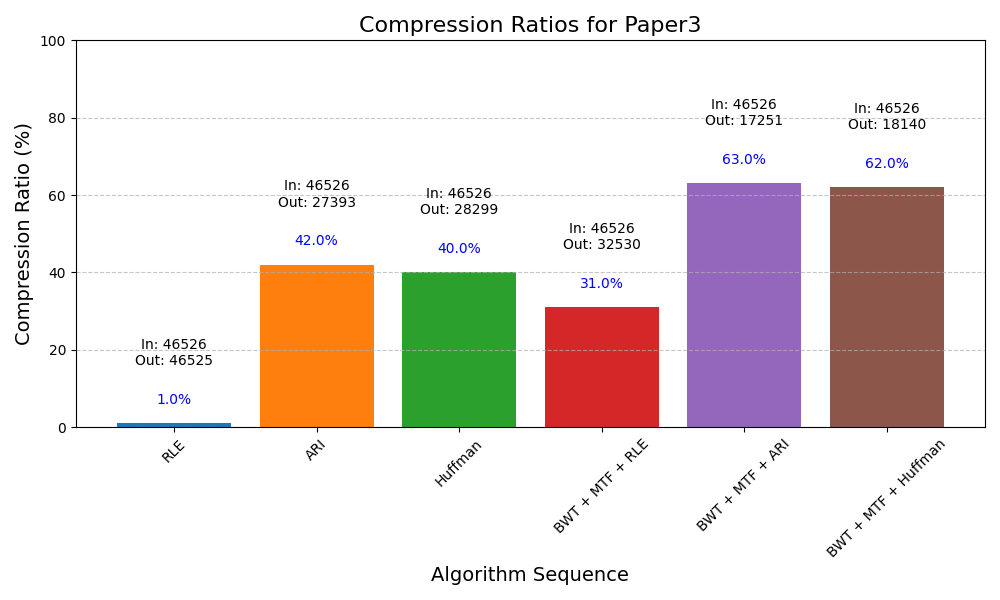 Compression Ratios for Paper3
Compression Ratio (%)
100
80
60
40
20
0
In: 46526
Out: 46525
1.0%
In: 46526
Out: 27393
42.0%
In: 46526
Out: 28299
40.0%
In: 46526
Out: 32530
31.0%
In: 46526
Out: 17251
63.0%
In: 46526
Out: 18140
62.0%
RLE
ARI
Huffman
BWT + MTF + RLE
BWT + MTF + ARI
BWT + MTF + Huffman
Algorithm Sequence